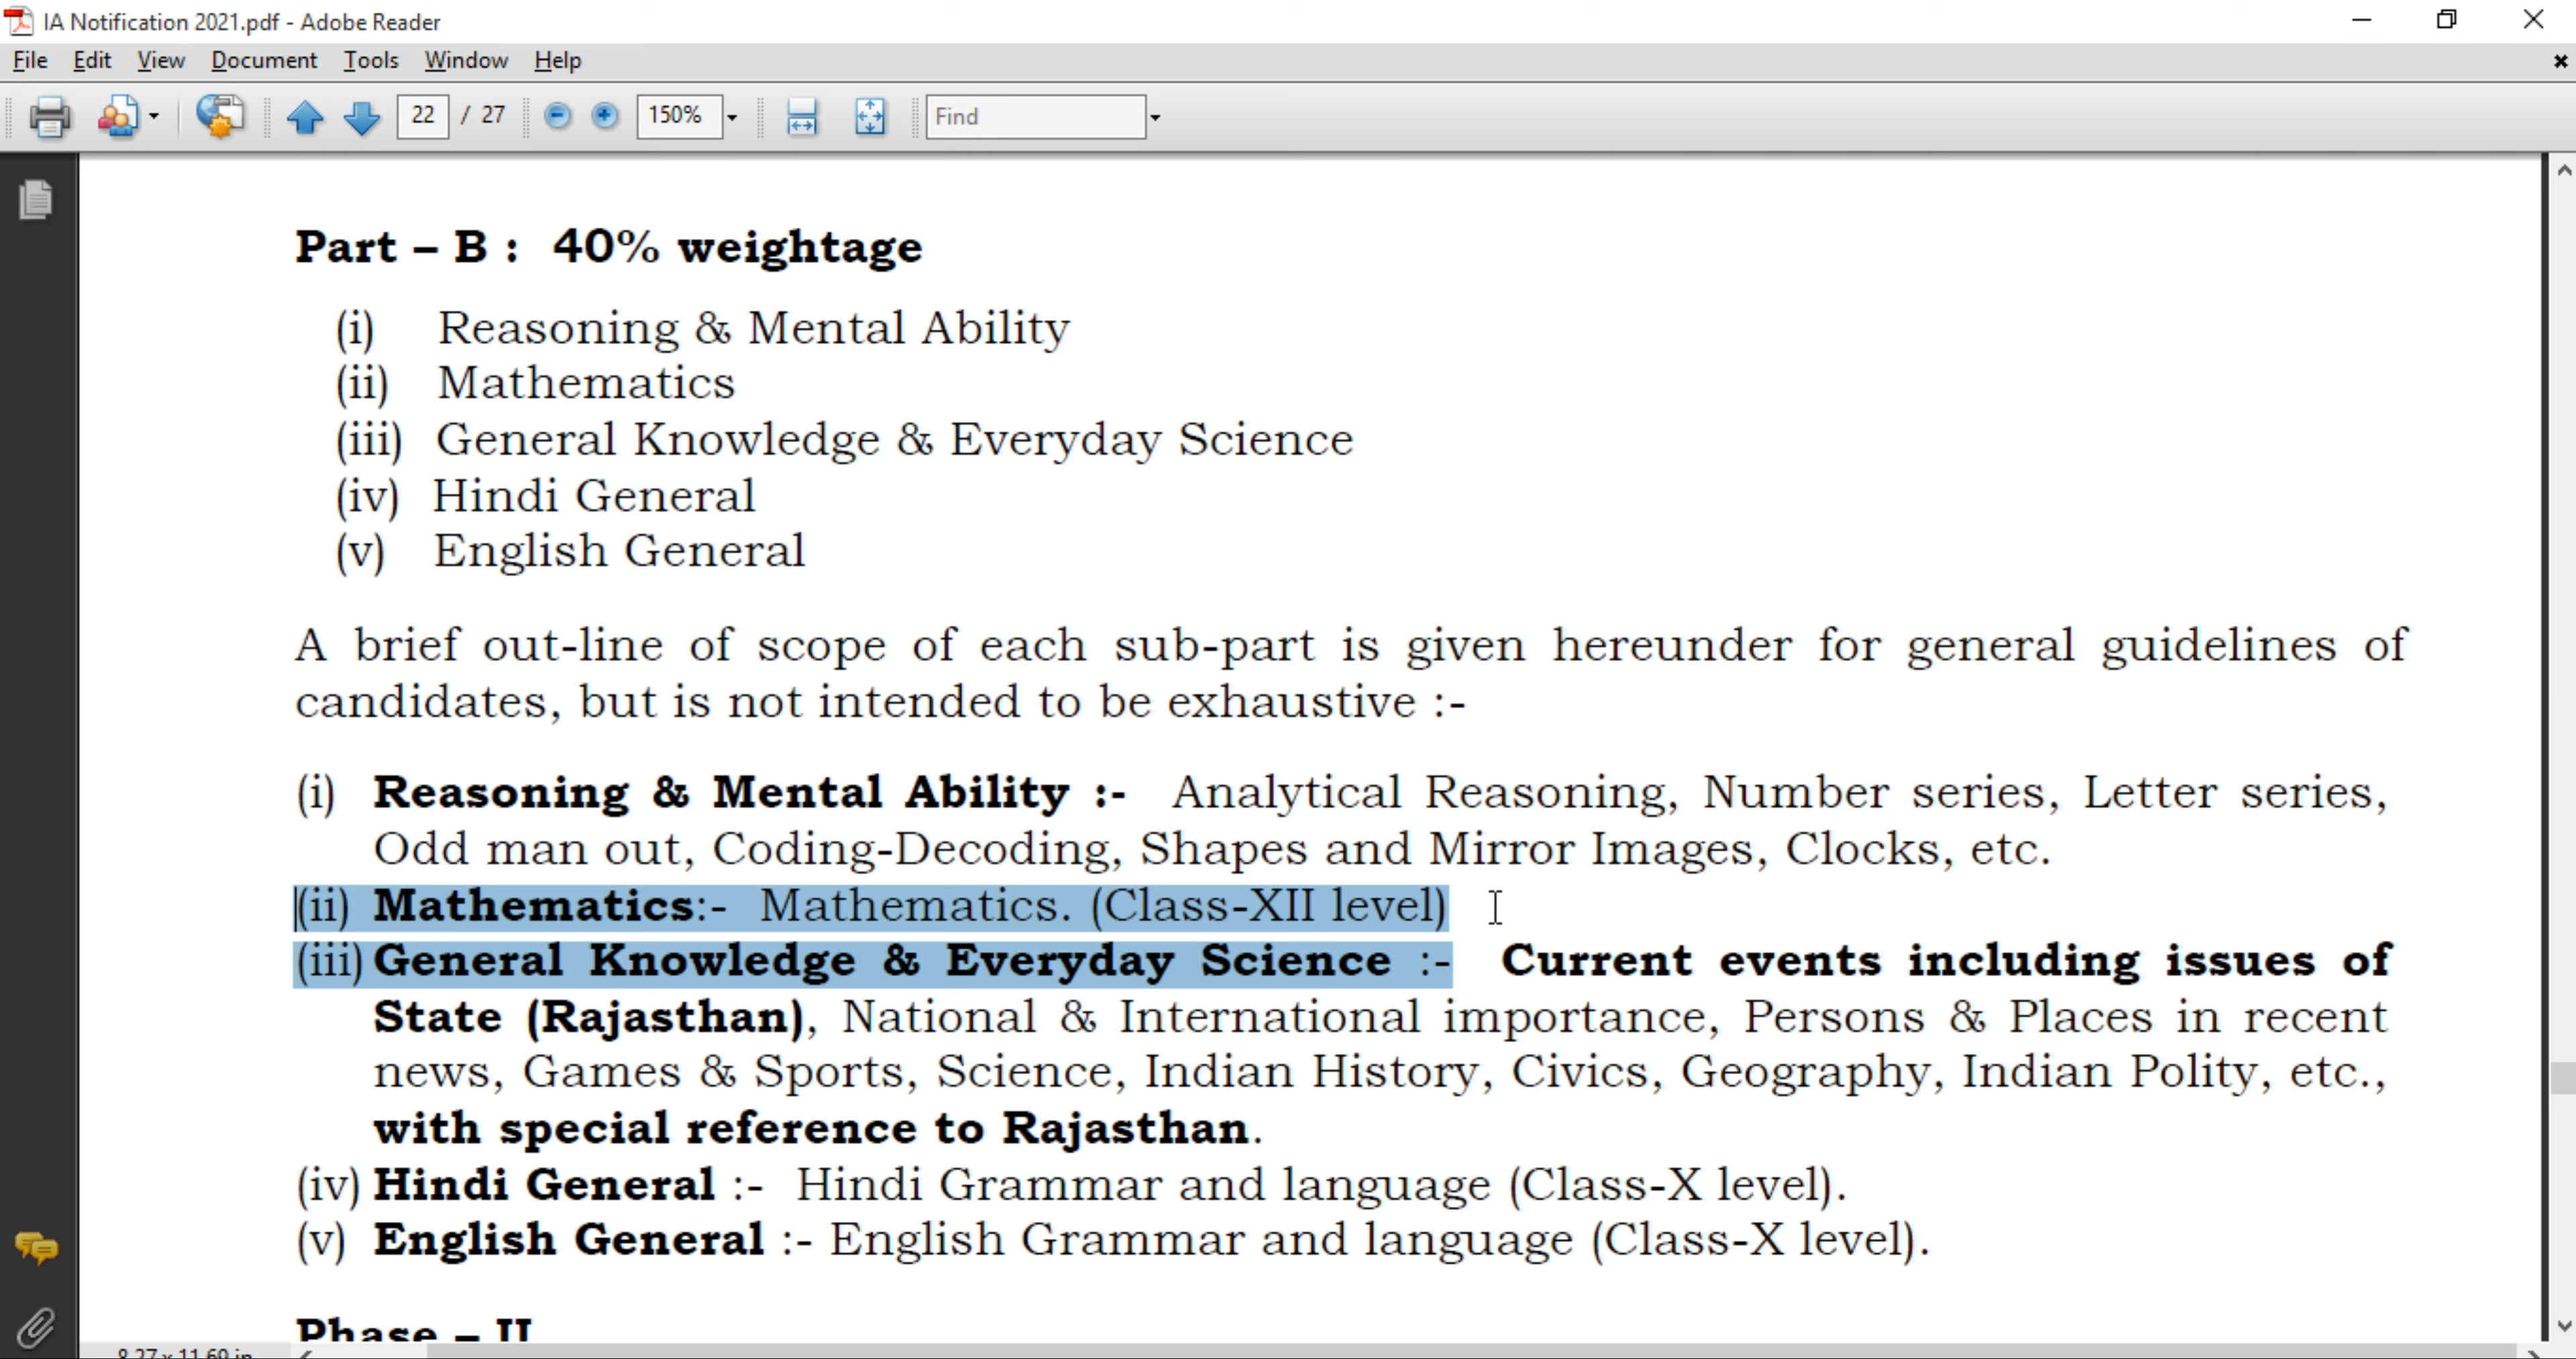 IA Notification 2021.pdf - Adobe Reader
File Edit View Document Tools Window Help
22 / 27 150% Find
Part – B : 40% weightage
(i) Reasoning & Mental Ability
(ii) Mathematics
(iii) General Knowledge & Everyday Science
(iv) Hindi General
(v) English General
A brief out-line of scope of each sub-part is given hereunder for general guidelines of
candidates, but is not intended to be exhaustive :-
(i) Reasoning & Mental Ability :- Analytical Reasoning, Number series, Letter series,
Odd man out, Coding-Decoding, Shapes and Mirror Images, Clocks, etc.
(ii) Mathematics:- Mathematics. (Class-XII level)
(iii) General Knowledge & Everyday Science :- Current events including issues of
State (Rajasthan), National & International importance, Persons & Places in recent
news, Games & Sports, Science, Indian History, Civics, Geography, Indian Polity, etc.,
with special reference to Rajasthan.
(iv) Hindi General :- Hindi Grammar and language (Class-X level).
(v) English General :- English Grammar and language (Class-X level).
Phase – II
8.27 x 11.69 in